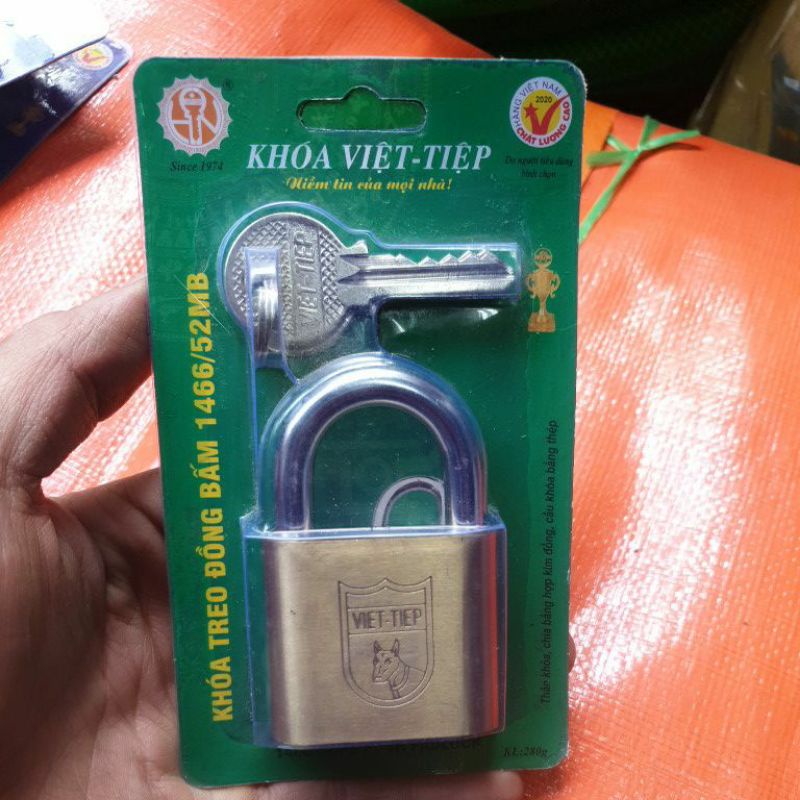 Since 1974
KHÓA VIỆT-TIỆP
Niềm tin của mọi nhà!
HÀNG VIỆT NAM
2020
CHẤT LƯỢNG CAO
Do người tiêu dùng
bình chọn
VIỆT-TIỆP
KHÓA TREO ĐỒNG BẤM 1466/52MB
VIET-TIEP
Thân khóa, chìa bằng hợp kim đồng, cầu khóa bằng thép
KL:280g